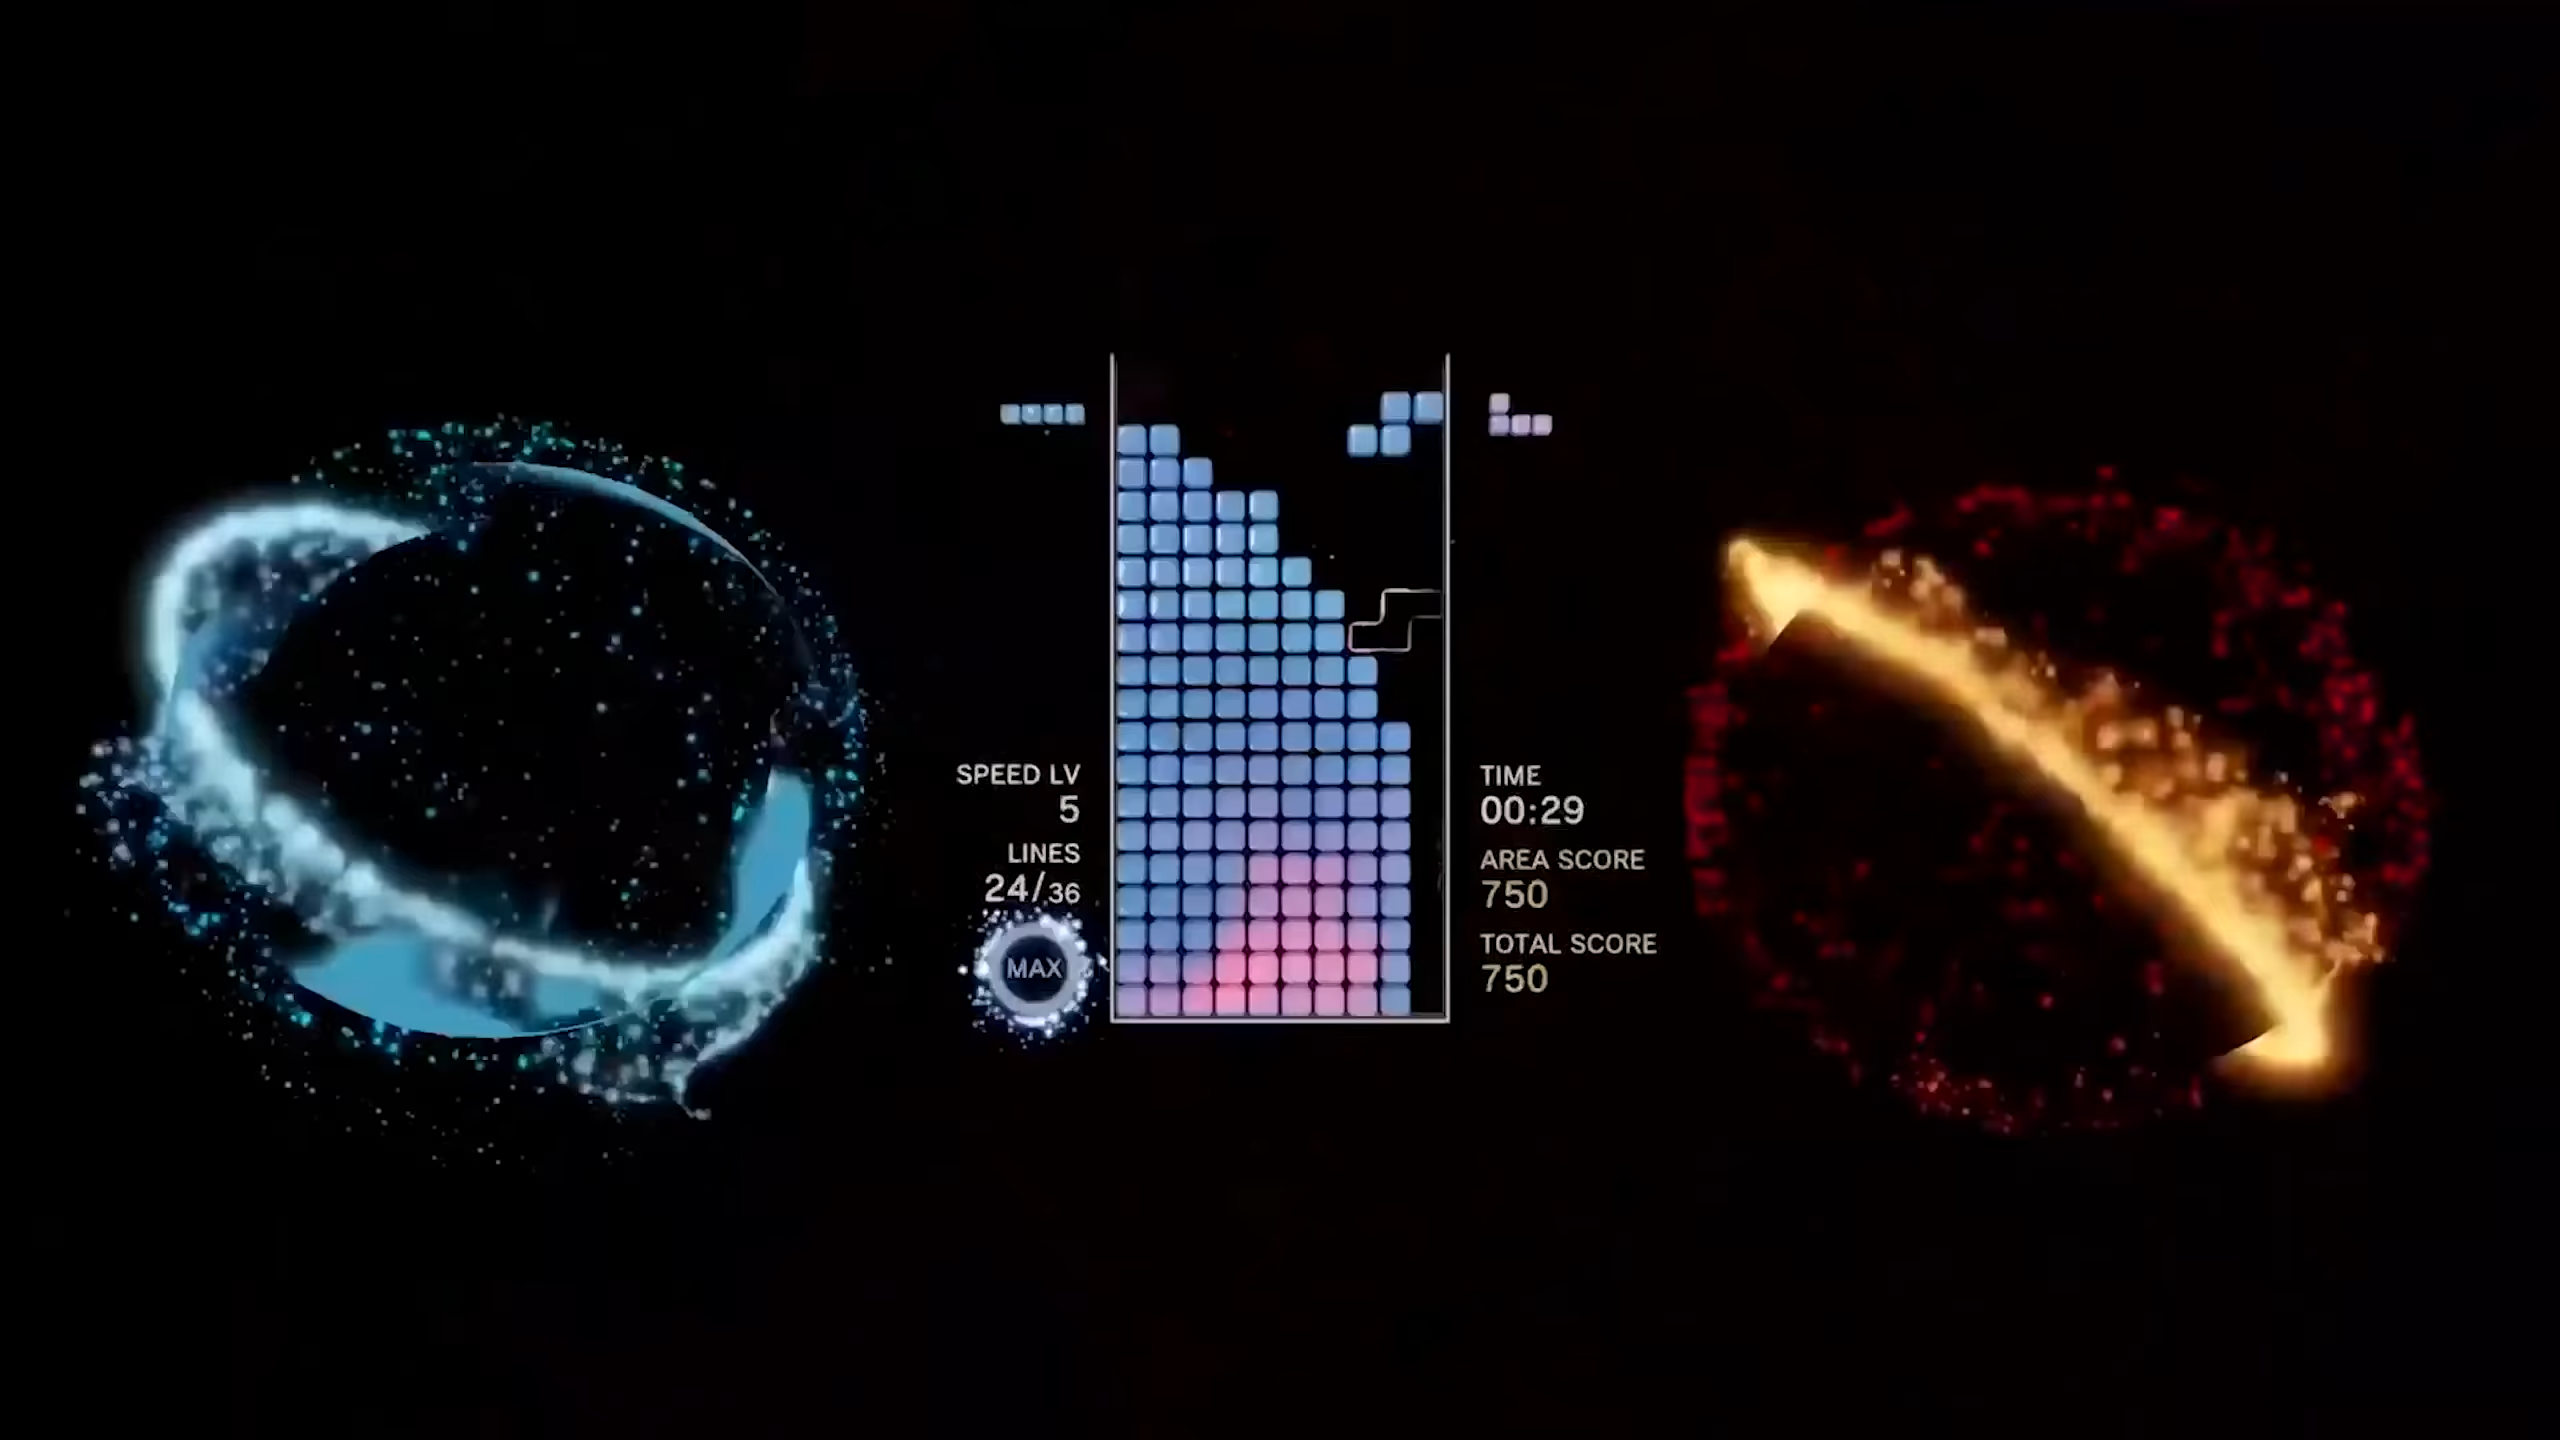 SPEED LV
5
LINES
24/36
MAX
TIME
00:29
AREA SCORE
750
TOTAL SCORE
750